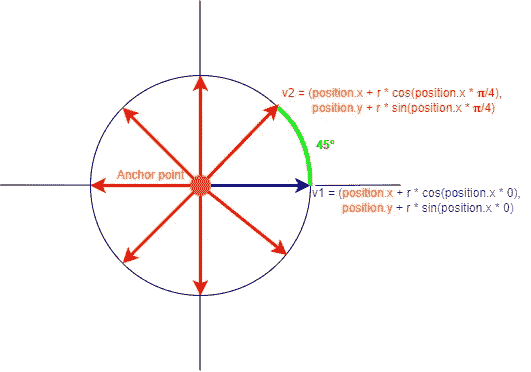 v2 = (position.x + r * cos(position.x * π/4),
position.y + r * sin(position.x * π/4)
45º
Anchor point
v1 = (position.x + r * cos(position.x * 0),
position.y + r * sin(position.x * 0)